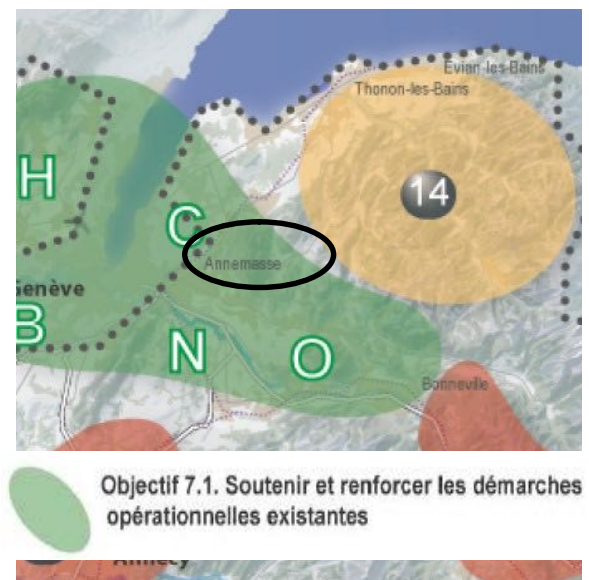 Evian-les-Bains
Thonon-les-Bains
14
H
C
Annemasse
Genève
B
N
O
Bonneville
Objectif 7.1. Soutenir et renforcer les démarches
opérationnelles existantes
Annecy